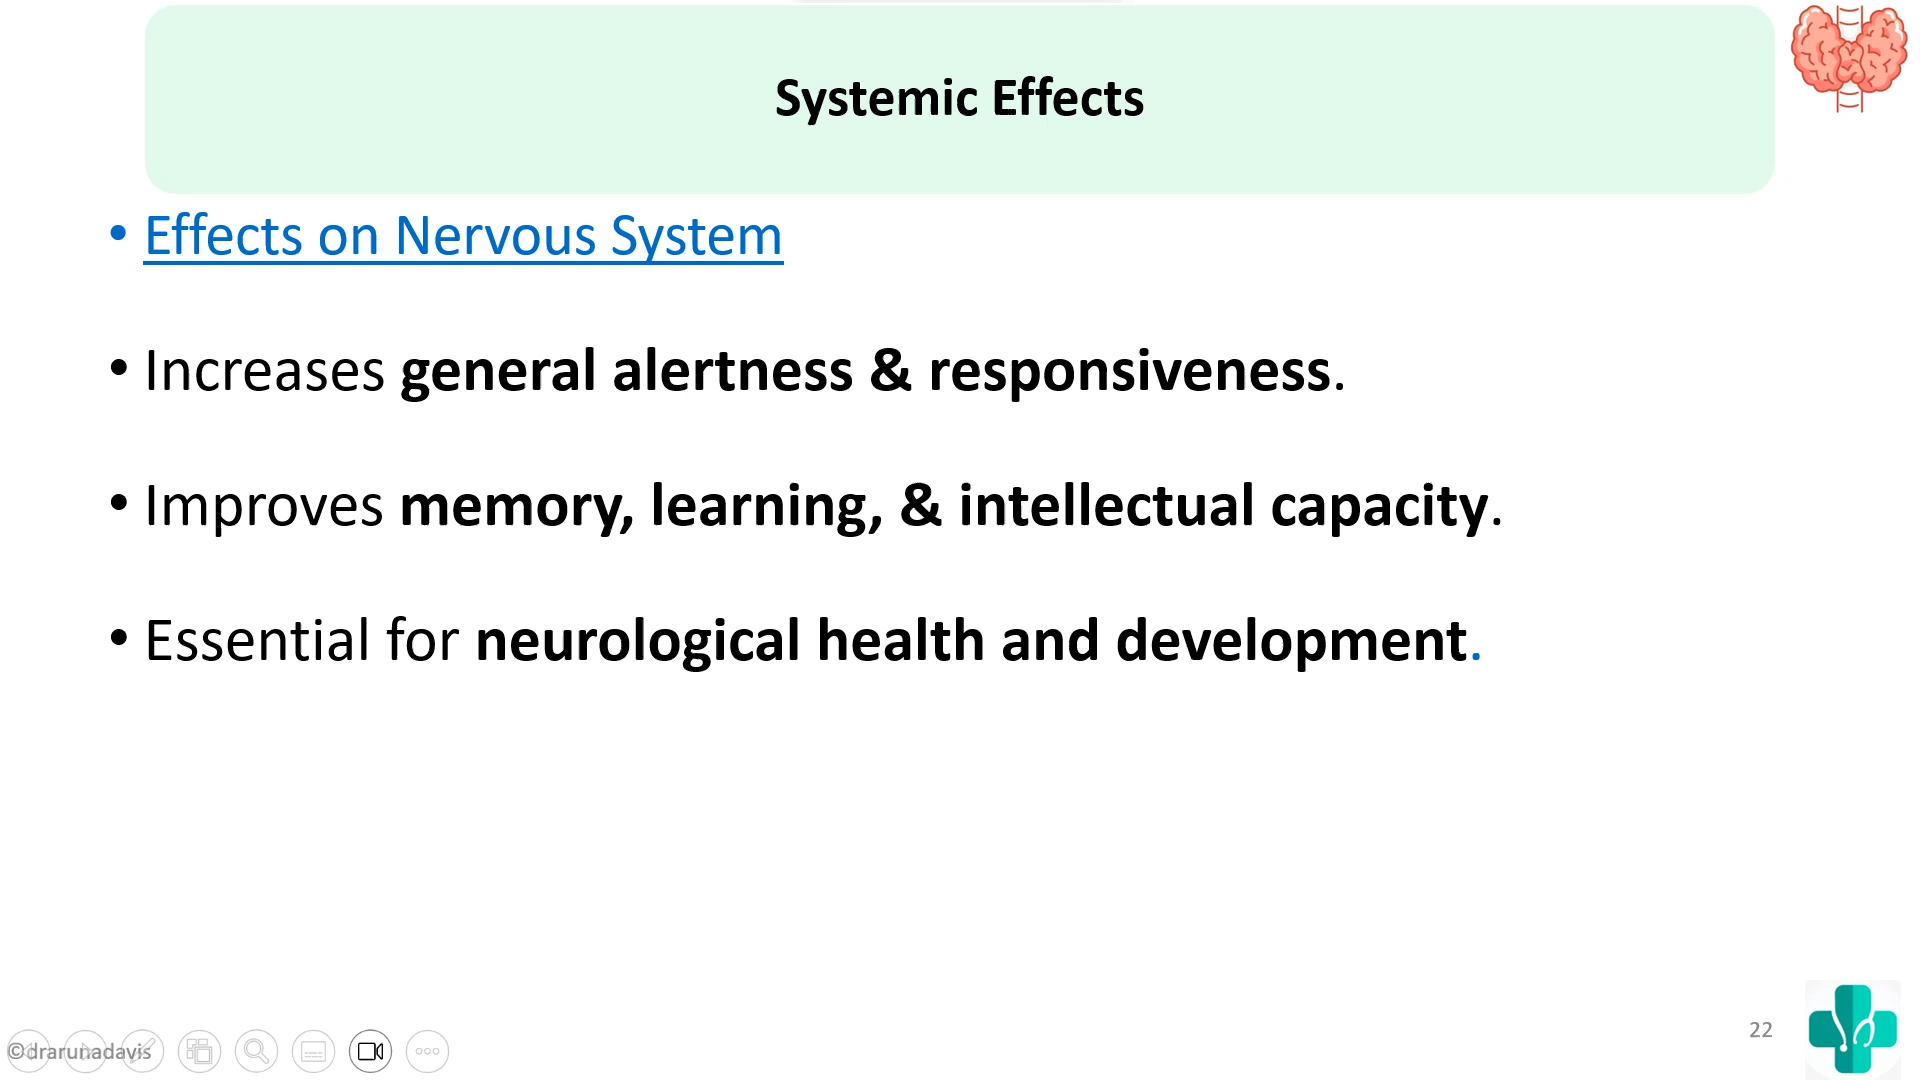 Systemic Effects
• Effects on Nervous System
• Increases general alertness & responsiveness.
• Improves memory, learning, & intellectual capacity.
• Essential for neurological health and development.
22
©drarunadavis